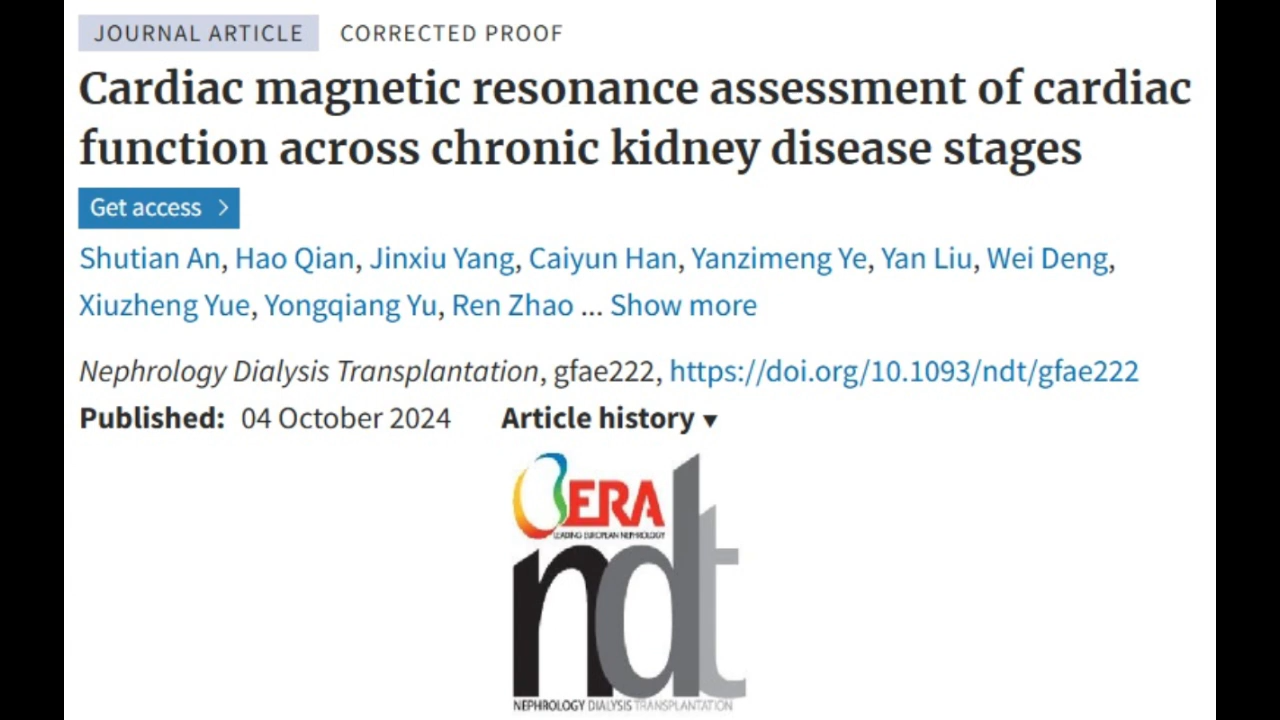 JOURNAL ARTICLE CORRECTED PROOF
Cardiac magnetic resonance assessment of cardiac
function across chronic kidney disease stages
Get access >
Shutian An, Hao Qian, Jinxiu Yang, Caiyun Han, Yanzimeng Ye, Yan Liu, Wei Deng,
Xiuzheng Yue, Yongqiang Yu, Ren Zhao ... Show more
Nephrology Dialysis Transplantation, gfae222, https://doi.org/10.1093/ndt/gfae222
Published: 04 October 2024 Article history ▼
ERA
LEADING EUROPEAN NEPHROLOGY
ndt
NEPHROLOGY DIALYSIS TRANSPLANTATION